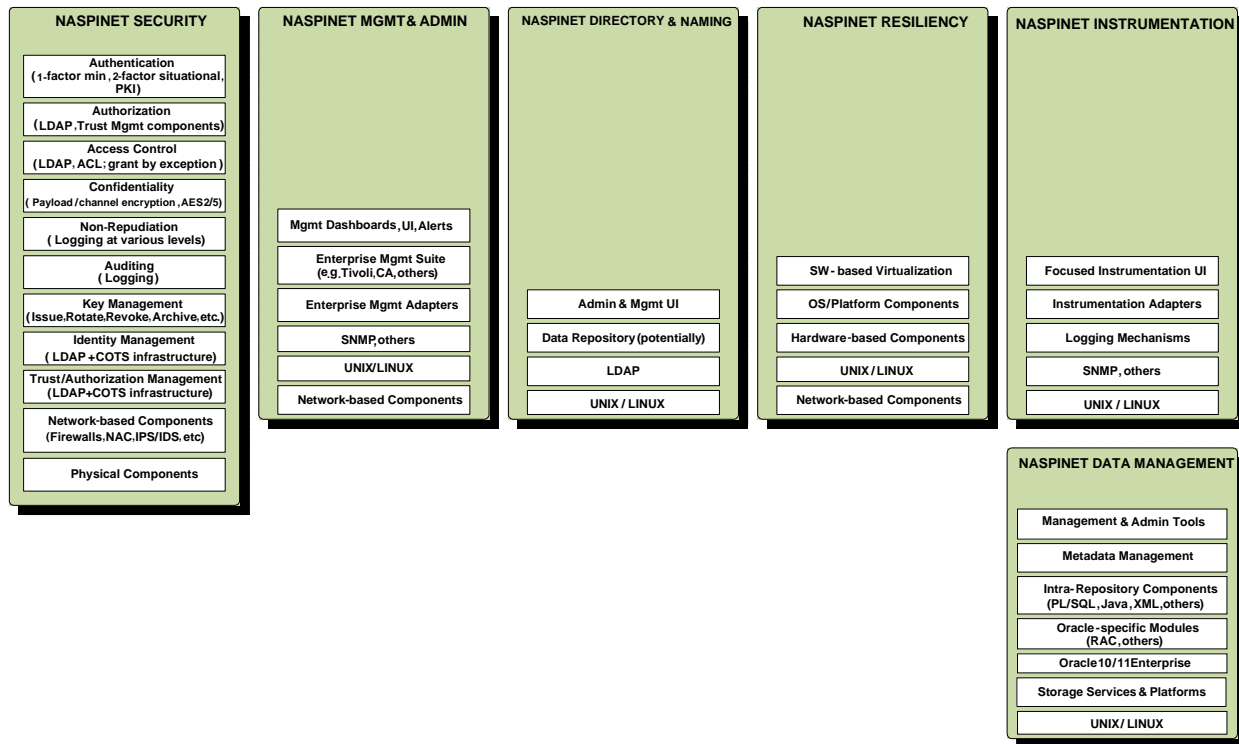 NASPINET SECURITY
Authentication
(1-factor min, 2-factor situational,
PKI)
Authorization
(LDAP, Trust Mgmt components)
Access Control
(LDAP, ACL; grant by exception)
Confidentiality
( Payload/channel encryption, AES2/5)
Non-Repudiation
( Logging at various levels)
Auditing
( Logging)
Key Management
(Issue,Rotate,Revoke,Archive,etc.)
Identity Management
( LDAP +COTS infrastructure)
Trust/Authorization Management
(LDAP+COTS infrastructure)
Network-based Components
(Firewalls,NAC,IPS/IDS, etc)
Physical Components
NASPINET MGMT & ADMIN
Mgmt Dashboards, UI, Alerts
Enterprise Mgmt Suite
(e.g. Tivoli, CA, others)
Enterprise Mgmt Adapters
SNMP, others
UNIX/LINUX
Network-based Components
NASPINET DIRECTORY & NAMING
Admin & Mgmt UI
Data Repository (potentially)
LDAP
UNIX / LINUX
NASPINET RESILIENCY
SW- based Virtualization
OS/Platform Components
Hardware-based Components
UNIX / LINUX
Network-based Components
NASPINET INSTRUMENTATION
Focused Instrumentation UI
Instrumentation Adapters
Logging Mechanisms
SNMP, others
UNIX / LINUX
NASPINET DATA MANAGEMENT
Management & Admin Tools
Metadata Management
Intra-Repository Components
(PL/SQL, Java, XML, others)
Oracle-specific Modules
(RAC, others)
Oracle 10/11 Enterprise
Storage Services & Platforms
UNIX/ LINUX